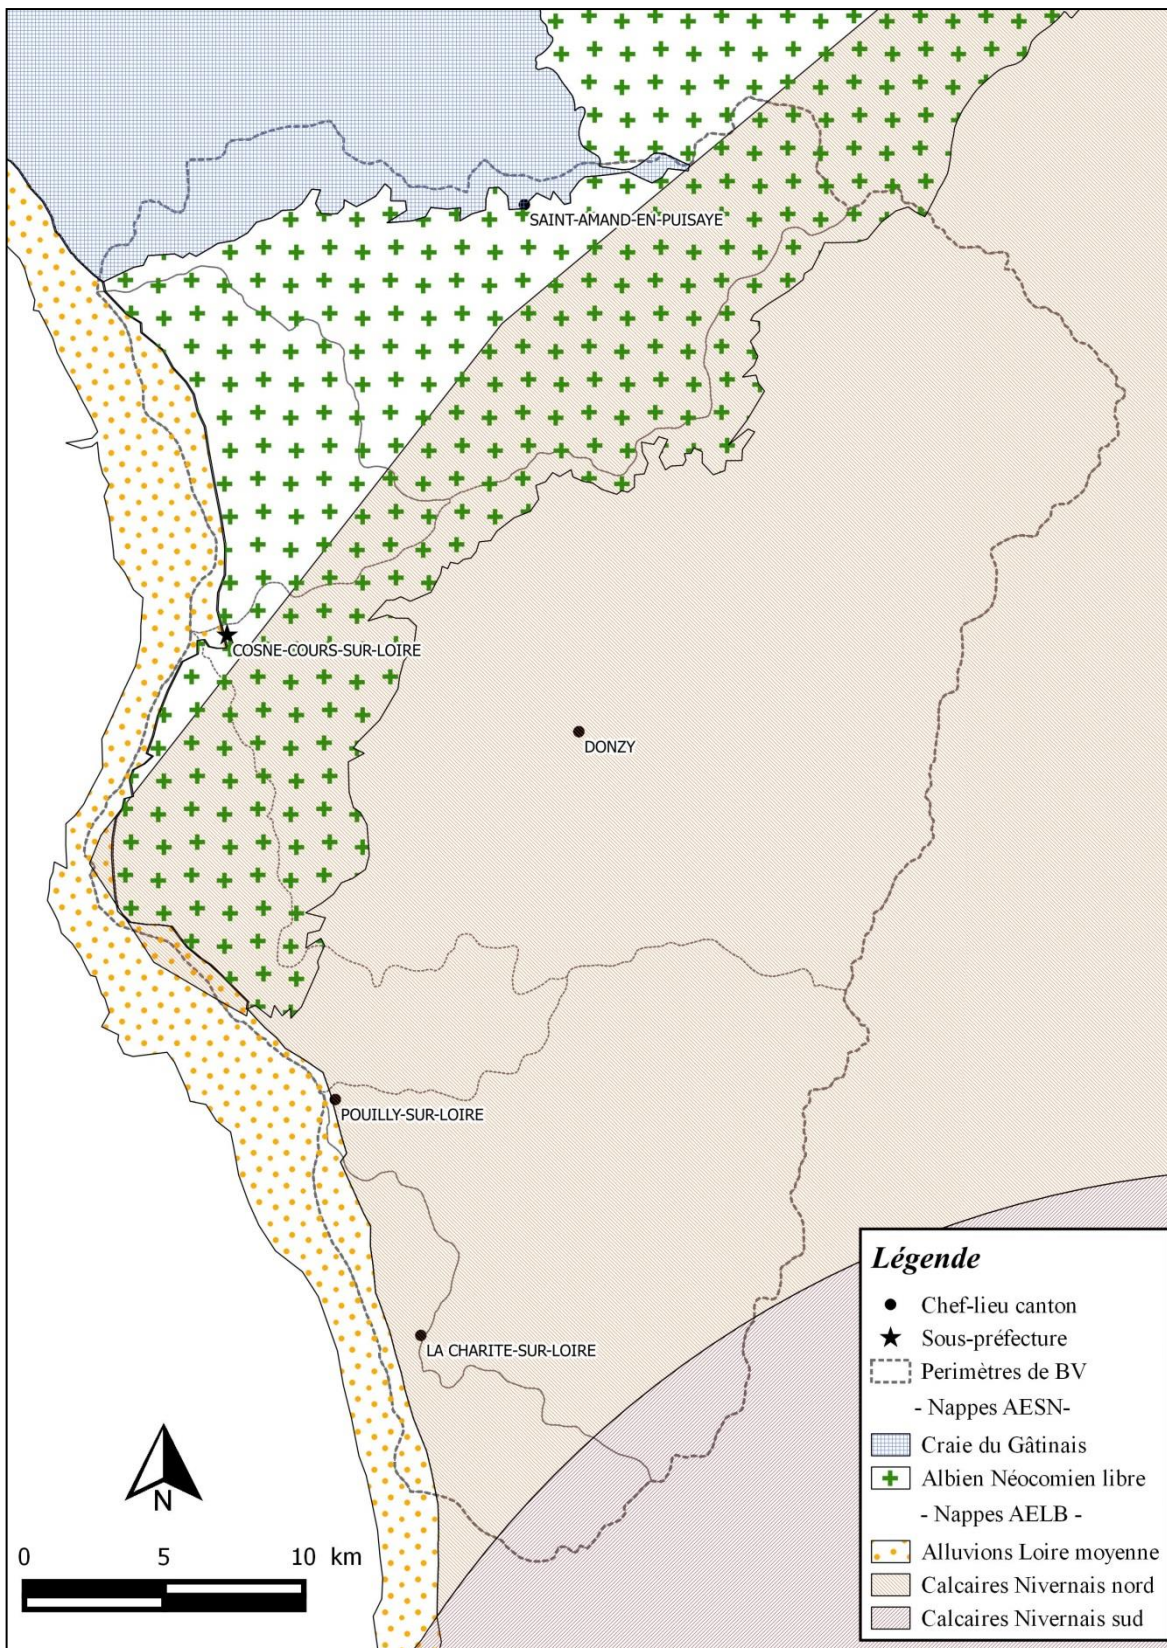 SAINT-AMAND-EN-PUISAYE
COSNE-COURS-SUR-LOIRE
DONZY
POUILLY-SUR-LOIRE
LA CHARITE-SUR-LOIRE
N
0 5 10 km
Légende
Chef-lieu canton
Sous-préfecture
Perimètres de BV
- Nappes AESN-
Craie du Gâtinais
Albien Néocomien libre
- Nappes AELB -
Alluvions Loire moyenne
Calcaires Nivernais nord
Calcaires Nivernais sud